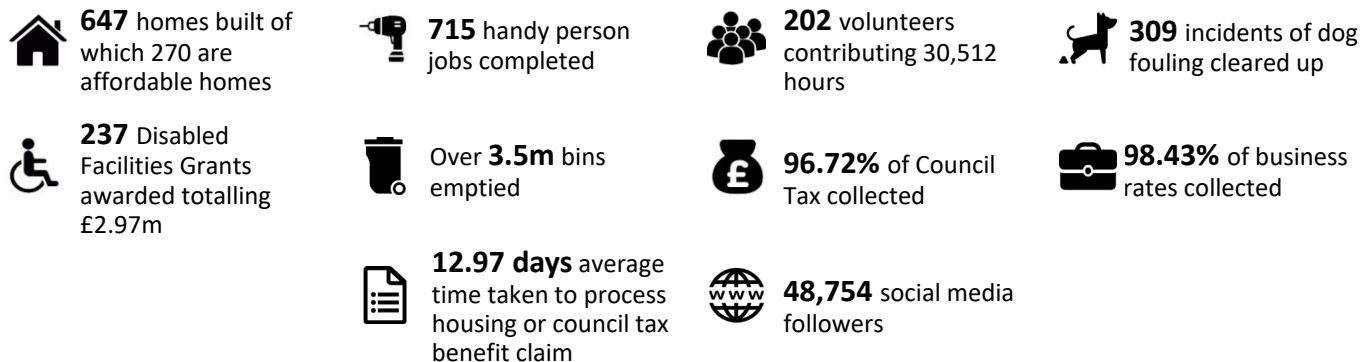 647 homes built of
which 270 are
affordable homes
715 handy person
jobs completed
202 volunteers
contributing 30,512
hours
309 incidents of dog
fouling cleared up
237 Disabled
Facilities Grants
awarded totalling
£2.97m
Over 3.5m bins
emptied
£
96.72% of Council
Tax collected
98.43% of business
rates collected
12.97 days average
time taken to process
housing or council tax
benefit claim
www
48,754 social media
followers